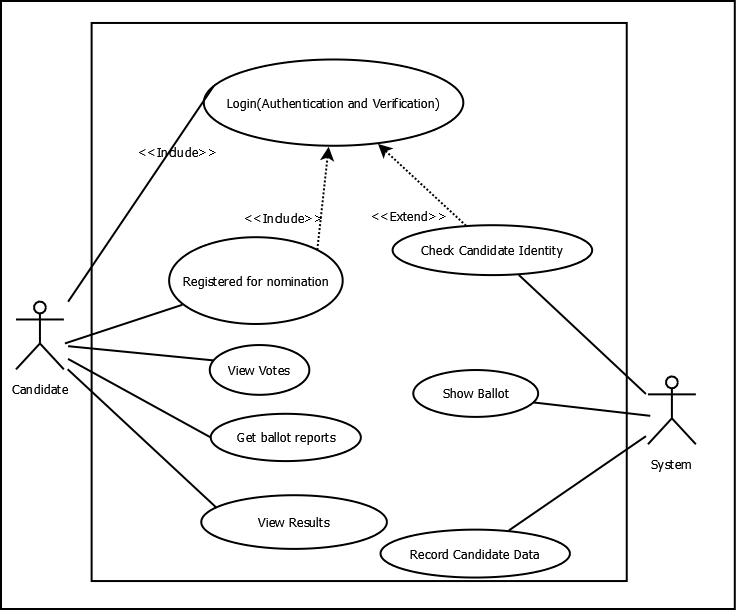 Login(Authentication and Verification)
<<Include>>
<<Include>>
<<Extend>>
Check Candidate Identity
Registered for nomination
View Votes
Candidate
Show Ballot
Get ballot reports
System
View Results
Record Candidate Data